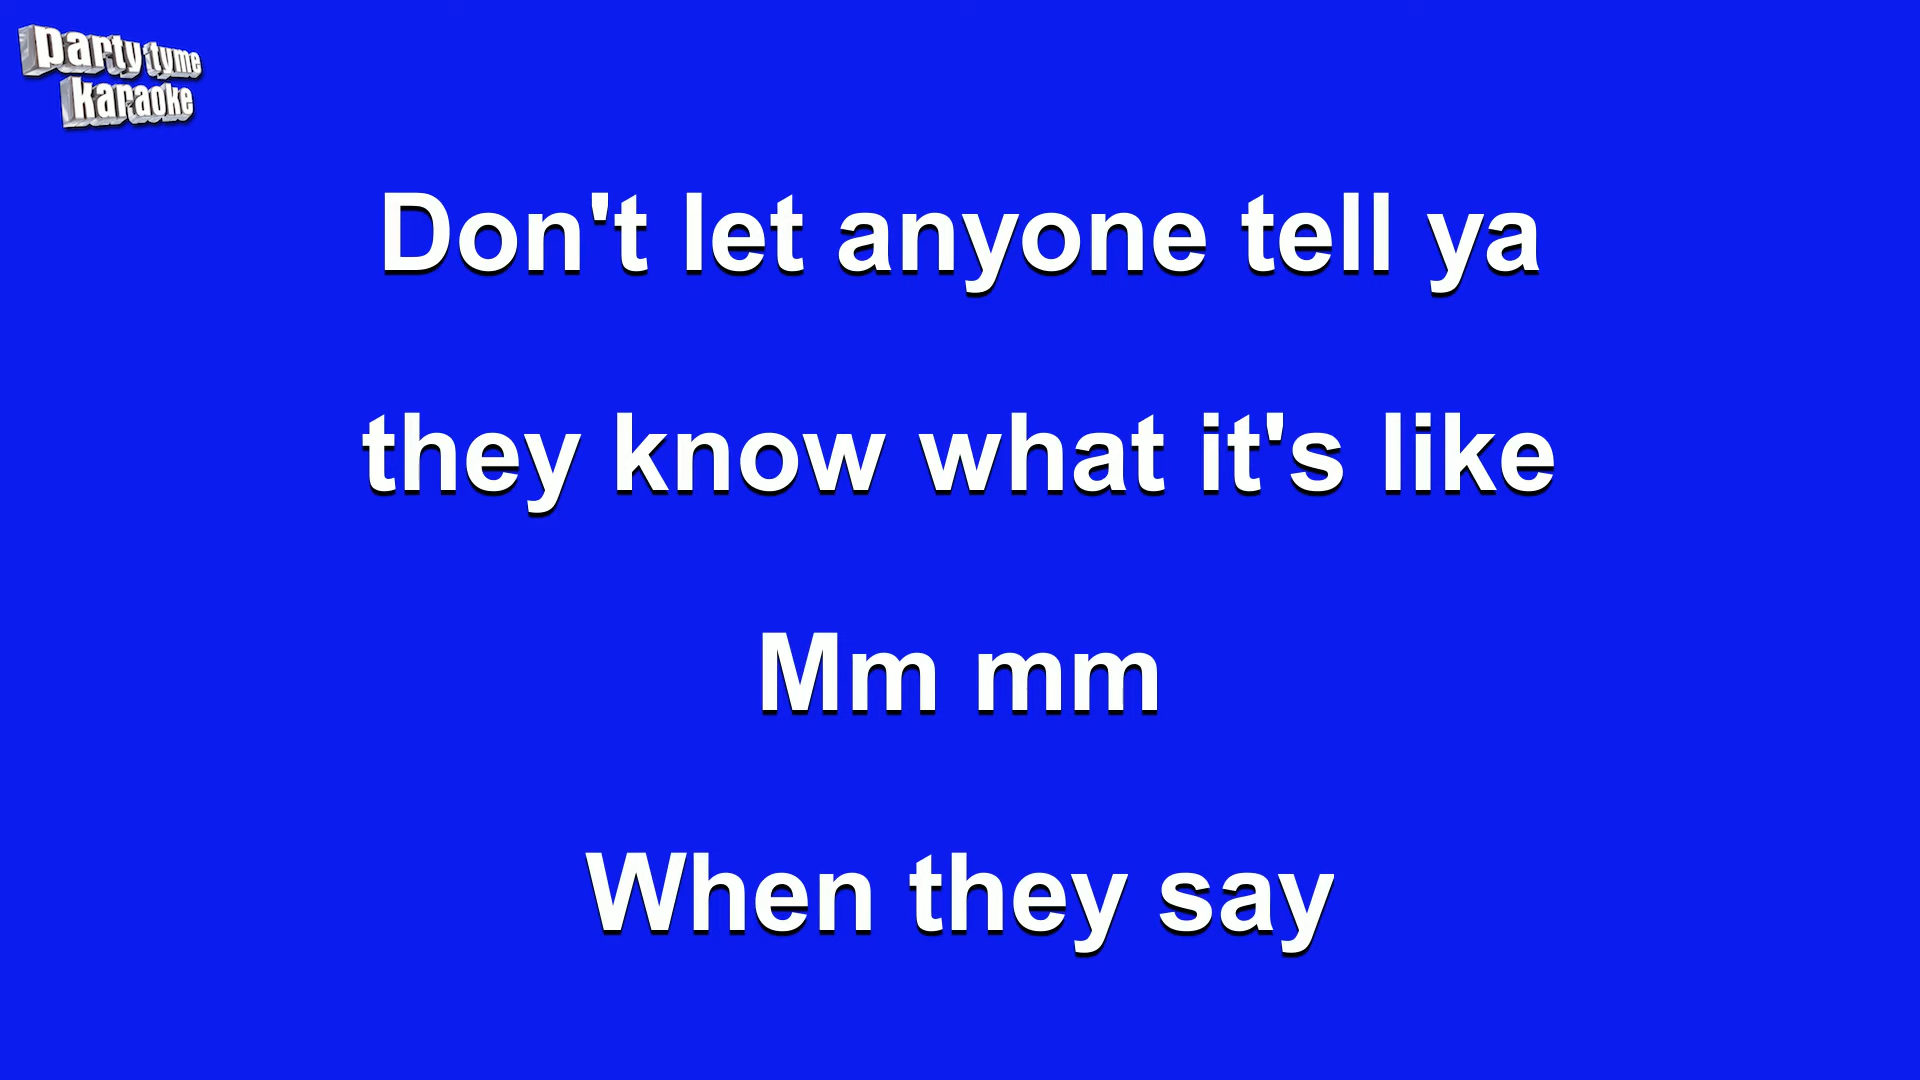 party tyme
karaoke
Don't let anyone tell ya
they know what it's like
Mm mm
When they say